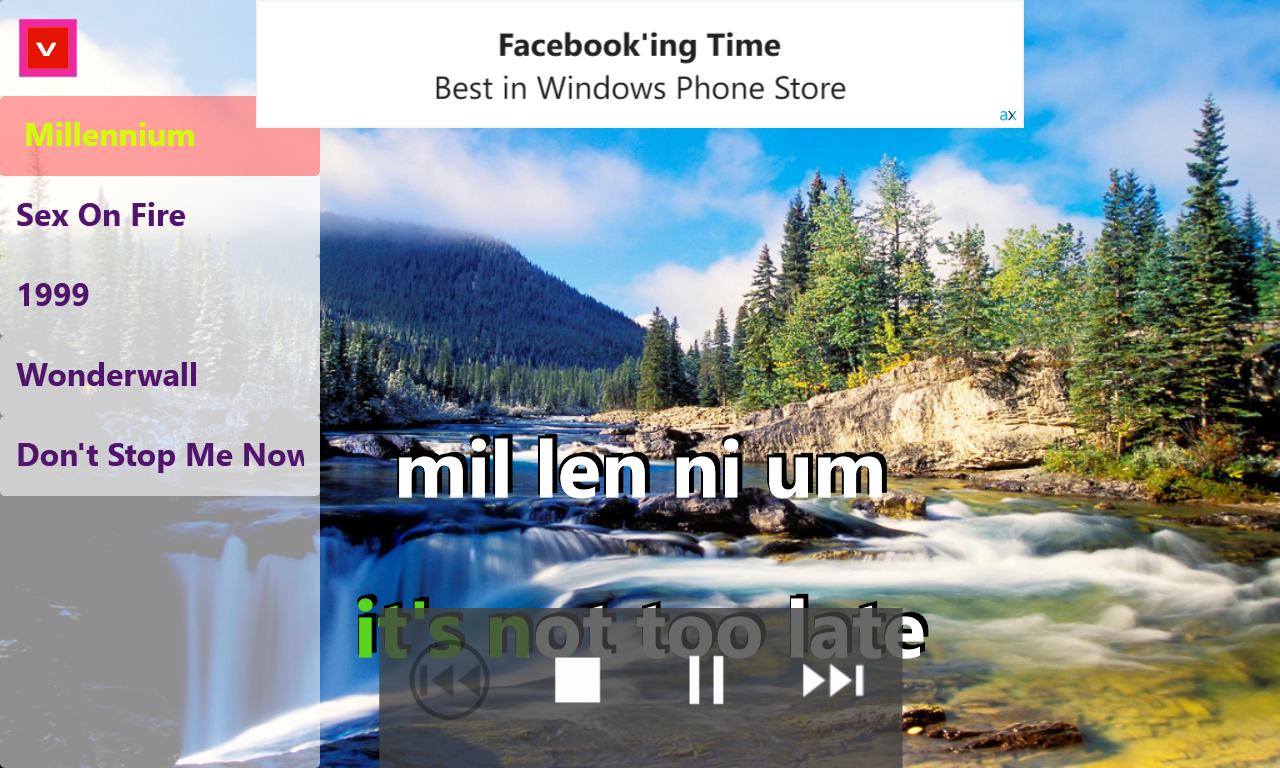 v
Facebook'ing Time
Best in Windows Phone Store
ax
Millennium
Sex On Fire
1999
Wonderwall
Don't Stop Me Now
mil len ni um
it's not too late